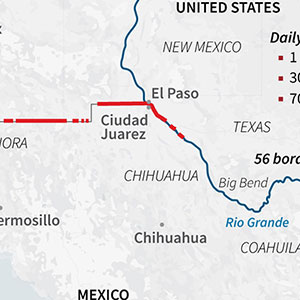 UNITED STATES
Daily
NEW MEXICO
1
30
70
El Paso
Ciudad
Juarez
TEXAS
ORA
56 bord
CHIHUAHUA
Big Bend
Rio Grande
ermosillo
Chihuahua
COAHUILA
MEXICO